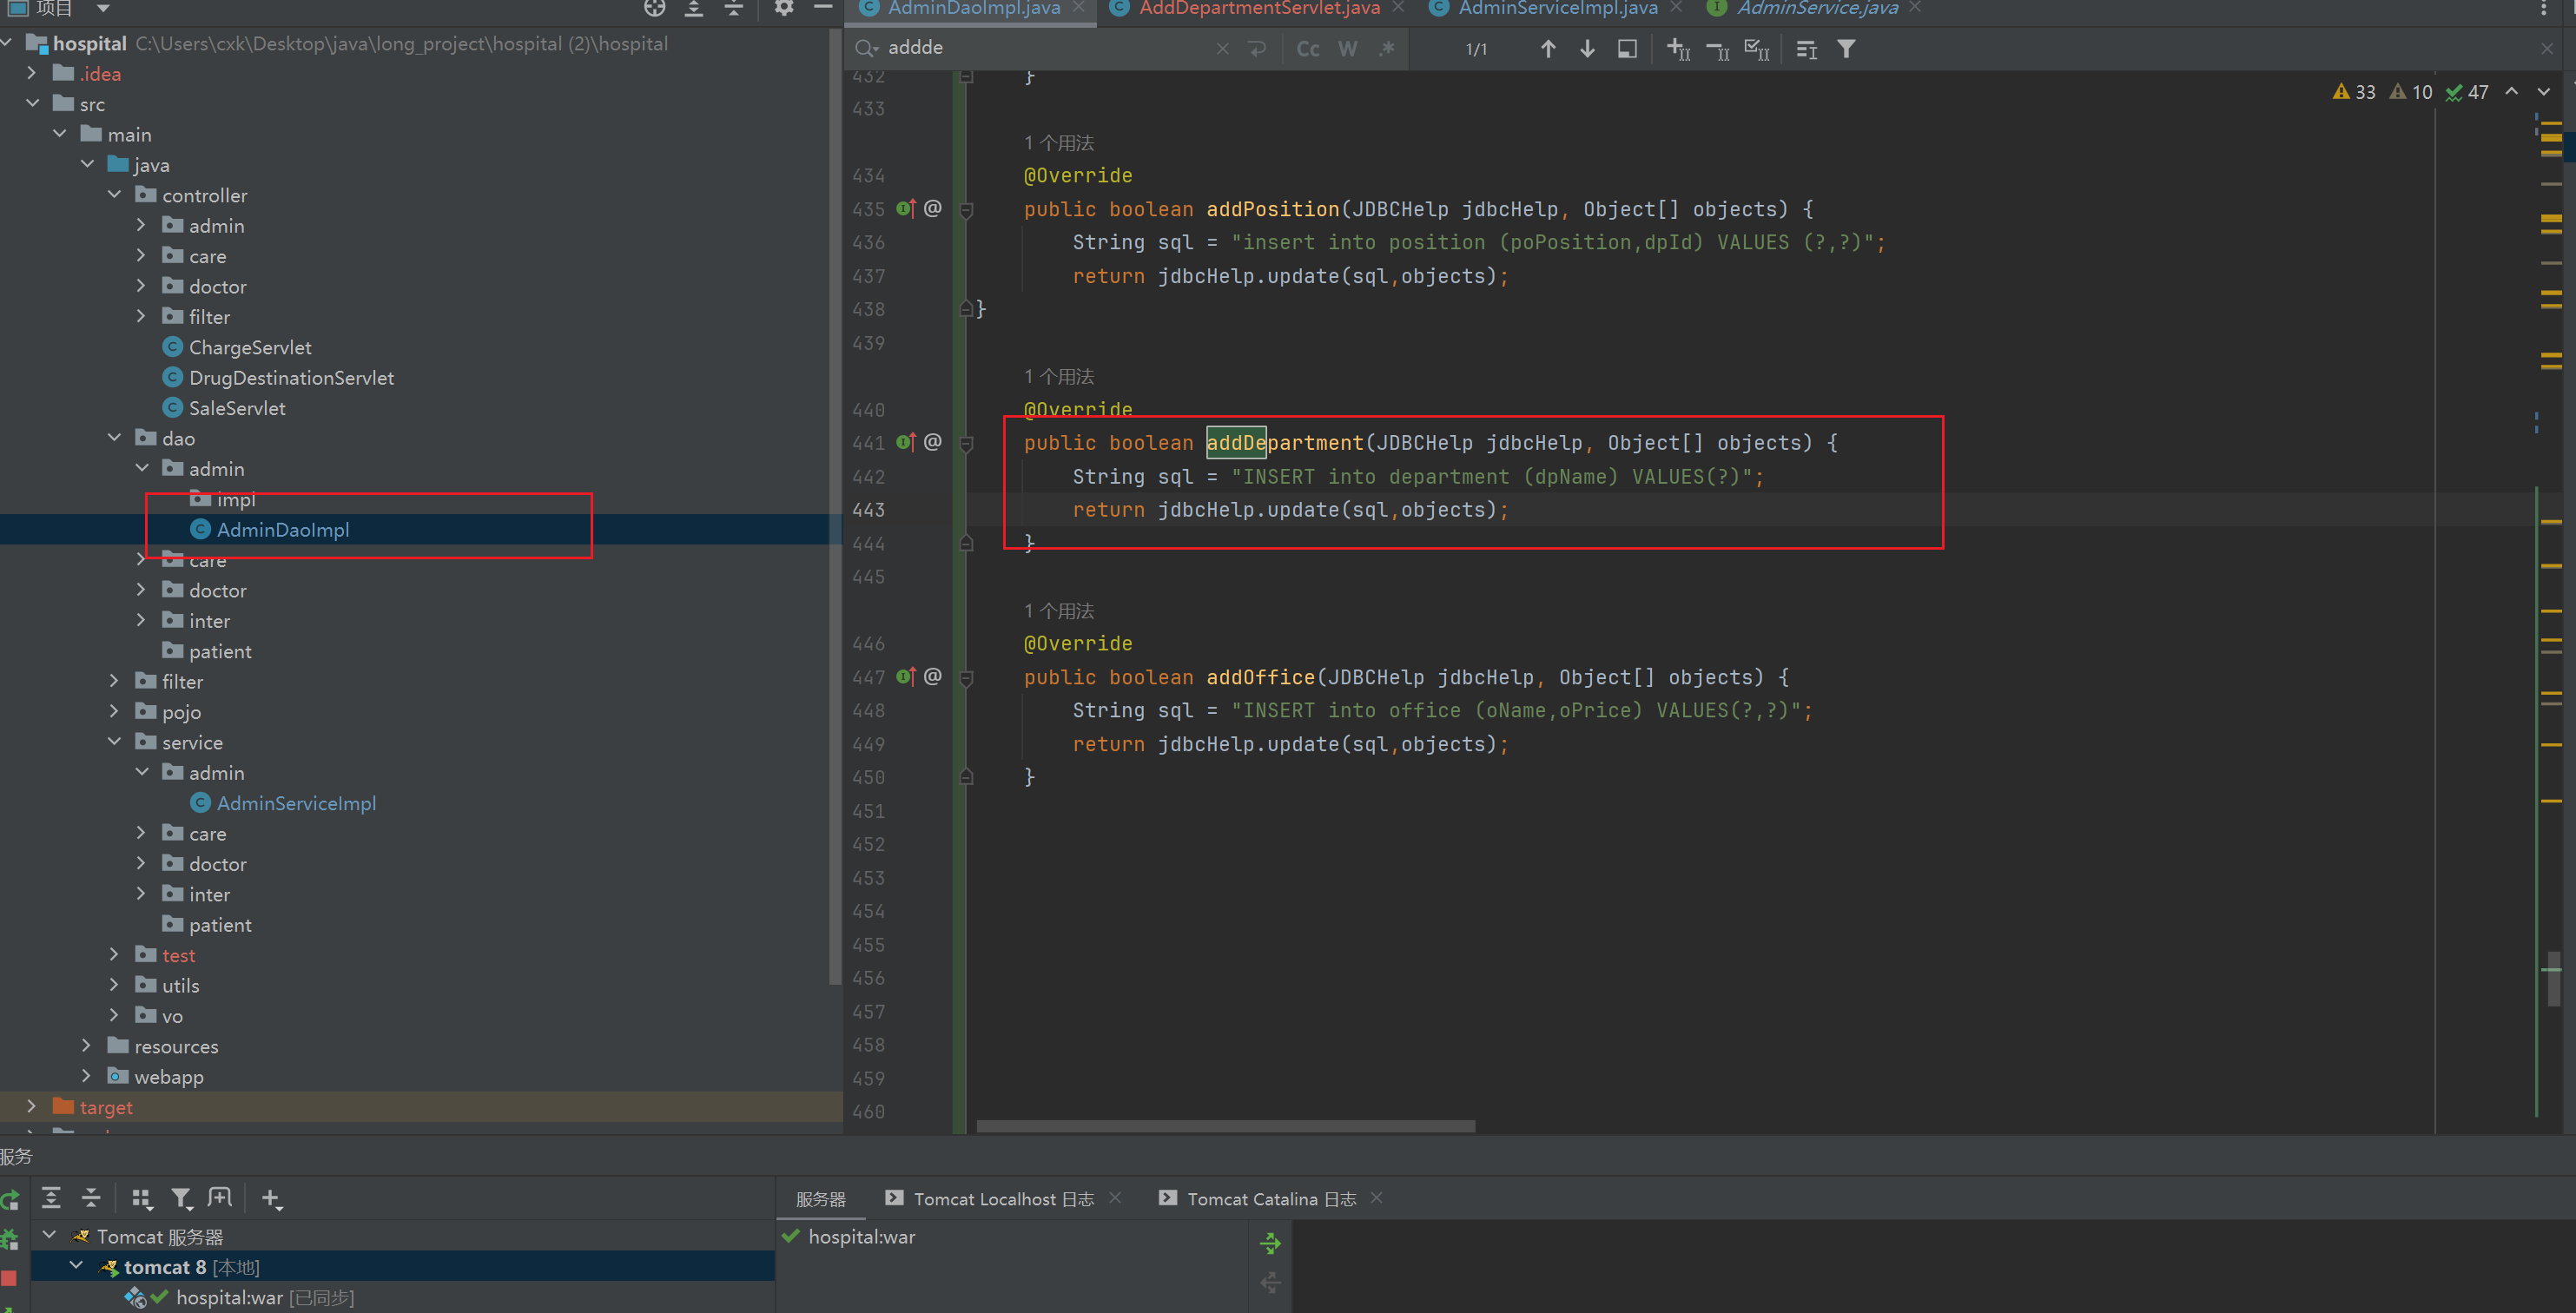 项目
hospital C:\Users\cxk\Desktop\java\long_project\hospital (2)\hospital
.idea
src
main
java
controller
admin
care
doctor
filter
ChargeServlet
DrugDestinationServlet
SaleServlet
dao
admin
impl
AdminDaoImpl
care
doctor
inter
patient
filter
pojo
service
admin
AdminServiceImpl
care
doctor
inter
patient
test
utils
vo
resources
webapp
target
AdminDaoImpl.java AddDepartmentServlet.java AdminServiceImpl.java AdminService.java
addde Cc W .* 1/1
33 10 47
432 }
433
1 个用法
434 @Override
435 @ public boolean addPosition(JDBCHelp jdbcHelp, Object[] objects) {
436 String sql = "insert into position (poPosition,dpId) VALUES (?,?)";
437 return jdbcHelp.update(sql,objects);
438 }
439
1 个用法
440 @Override
441 @ public boolean addDepartment(JDBCHelp jdbcHelp, Object[] objects) {
442 String sql = "INSERT into department (dpName) VALUES(?)";
443 return jdbcHelp.update(sql,objects);
444 }
445
1 个用法
446 @Override
447 @ public boolean addOffice(JDBCHelp jdbcHelp, Object[] objects) {
448 String sql = "INSERT into office (oName,oPrice) VALUES(?,?)";
449 return jdbcHelp.update(sql,objects);
450 }
451
452
453
454
455
456
457
458
459
460
服务
Tomcat 服务器
tomcat 8 [本地]
hospital:war [已同步]
服务器 Tomcat Localhost 日志 Tomcat Catalina 日志
hospital:war